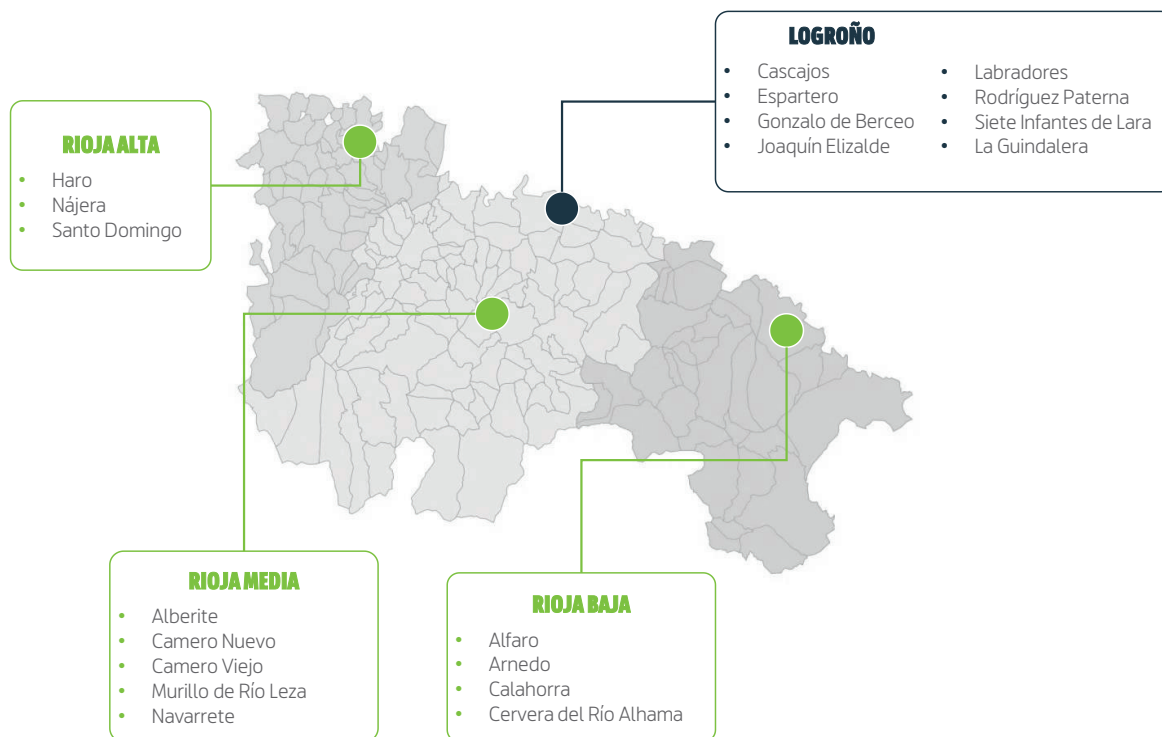 LOGROÑO
• Cascajos
• Espartero
• Gonzalo de Berceo
• Joaquín Elizalde
• Labradores
• Rodríguez Paterna
• Siete Infantes de Lara
• La Guindalera
RIOJA ALTA
• Haro
• Nájera
• Santo Domingo
RIOJA MEDIA
• Alberite
• Camero Nuevo
• Camero Viejo
• Murillo de Río Leza
• Navarrete
RIOJA BAJA
• Alfaro
• Arnedo
• Calahorra
• Cervera del Río Alhama